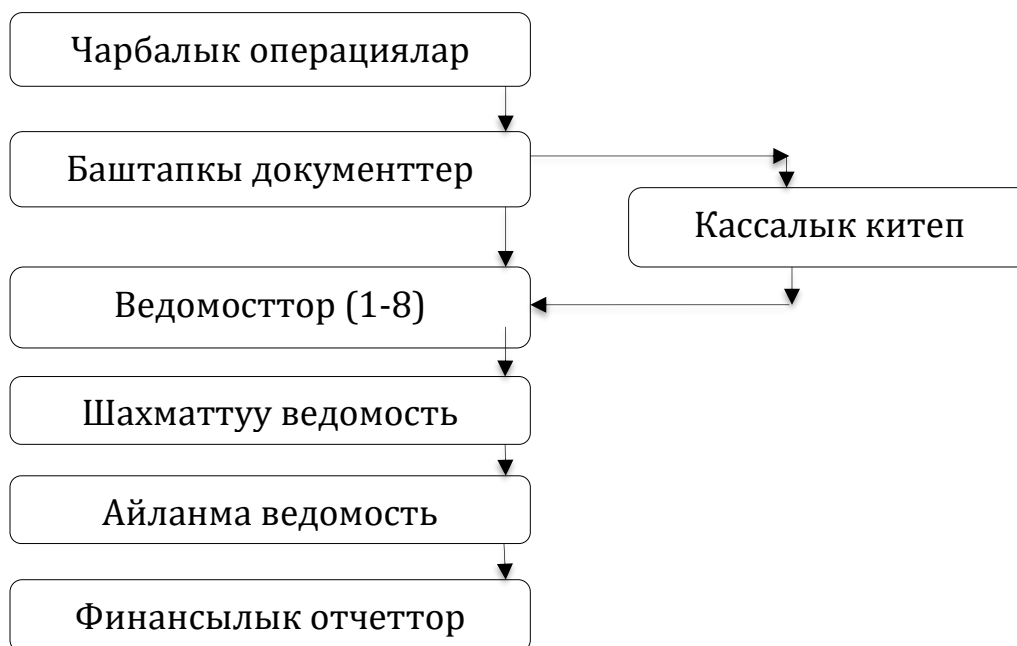 Чарбалык операциялар
Баштапкы документтер
Кассалык китеп
Ведомосттор (1-8)
Шахматтуу ведомость
Айланма ведомость
Финансылык отчеттор